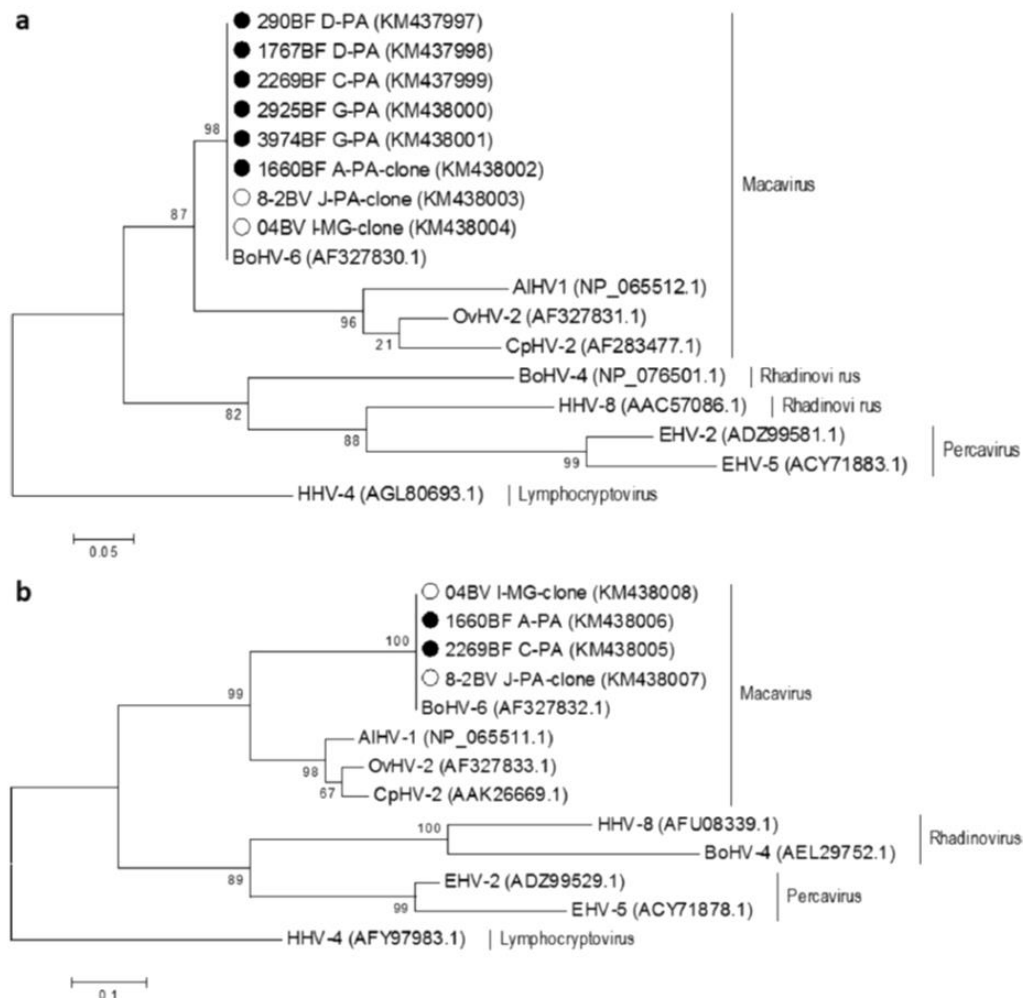 a
290BF D-PA (KM437997)
1767BF D-PA (KM437998)
2269BF C-PA (KM437999)
2925BF G-PA (KM438000)
3974BF G-PA (KM438001)
98
1660BF A-PA-clone (KM438002)
Macavirus
8-2BV J-PA-clone (KM438003)
87
04BV I-MG-clone (KM438004)
BoHV-6 (AF327830.1)
AlHV1 (NP_065512.1)
96
OvHV-2 (AF327831.1)
21
CpHV-2 (AF283477.1)
BoHV-4 (NP_076501.1)
Rhadinovi rus
82
HHV-8 (AAC57086.1)
Rhadinovi rus
88
EHV-2 (ADZ99581.1)
Percavirus
99
EHV-5 (ACY71883.1)
HHV-4 (AGL80693.1)
Lymphocryptovirus
0.05
b
04BV I-MG-clone (KM438008)
1660BF A-PA (KM438006)
100
2269BF C-PA (KM438005)
8-2BV J-PA-clone (KM438007)
99
Macavirus
BoHV-6 (AF327832.1)
AlHV-1 (NP_065511.1)
98
OvHV-2 (AF327833.1)
67
CpHV-2 (AAK26669.1)
100
HHV-8 (AFU08339.1)
Rhadinovirus
BoHV-4 (AEL29752.1)
89
EHV-2 (ADZ99529.1)
Percavirus
99
EHV-5 (ACY71878.1)
HHV-4 (AFY97983.1)
Lymphocryptovirus
0.1